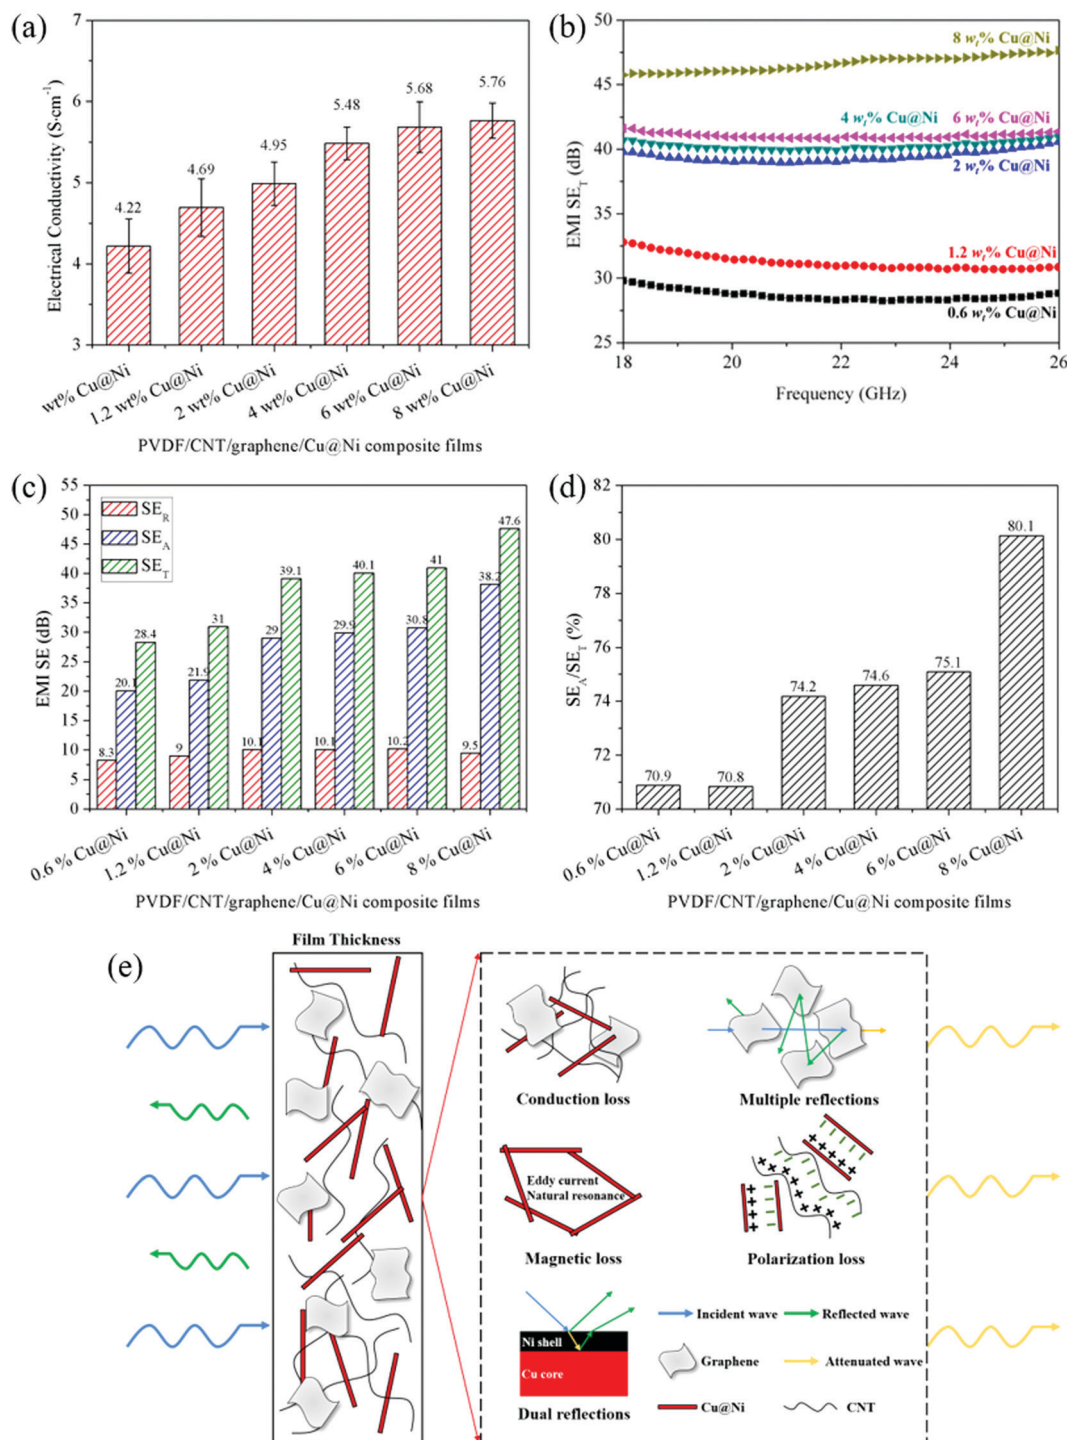 (a)
Electrical Conductivity (S·cm⁻¹)
7
6
5
4
3
4.22
4.69
4.95
5.48
5.68
5.76
wt% Cu@Ni
1.2 wt% Cu@Ni
2 wt% Cu@Ni
4 wt% Cu@Ni
6 wt% Cu@Ni
8 wt% Cu@Ni
PVDF/CNT/graphene/Cu@Ni composite films
(b)
EMI SE_T (dB)
50
45
40
35
30
25
8 wt% Cu@Ni
4 wt% Cu@Ni
6 wt% Cu@Ni
2 wt% Cu@Ni
1.2 wt% Cu@Ni
0.6 wt% Cu@Ni
18
20
22
24
26
Frequency (GHz)
(c)
EMI SE (dB)
55
50
45
40
35
30
25
20
15
10
5
0
SE_R
SE_A
SE_T
8.3
20.1
28.4
9
21.9
31
10.1
29
39.1
10.1
29.9
40.1
10.2
30.8
41
9.5
38.2
47.6
0.6 % Cu@Ni
1.2 % Cu@Ni
2 % Cu@Ni
4 % Cu@Ni
6 % Cu@Ni
8 % Cu@Ni
PVDF/CNT/graphene/Cu@Ni composite films
(d)
SE_A/SE_T (%)
82
80
78
76
74
72
70
70.9
70.8
74.2
74.6
75.1
80.1
0.6 % Cu@Ni
1.2 % Cu@Ni
2 % Cu@Ni
4 % Cu@Ni
6 % Cu@Ni
8 % Cu@Ni
PVDF/CNT/graphene/Cu@Ni composite films
(e)
Film Thickness
Conduction loss
Multiple reflections
Eddy current
Natural resonance
Magnetic loss
Polarization loss
Ni shell
Cu core
Dual reflections
Incident wave
Reflected wave
Graphene
Attenuated wave
Cu@Ni
CNT